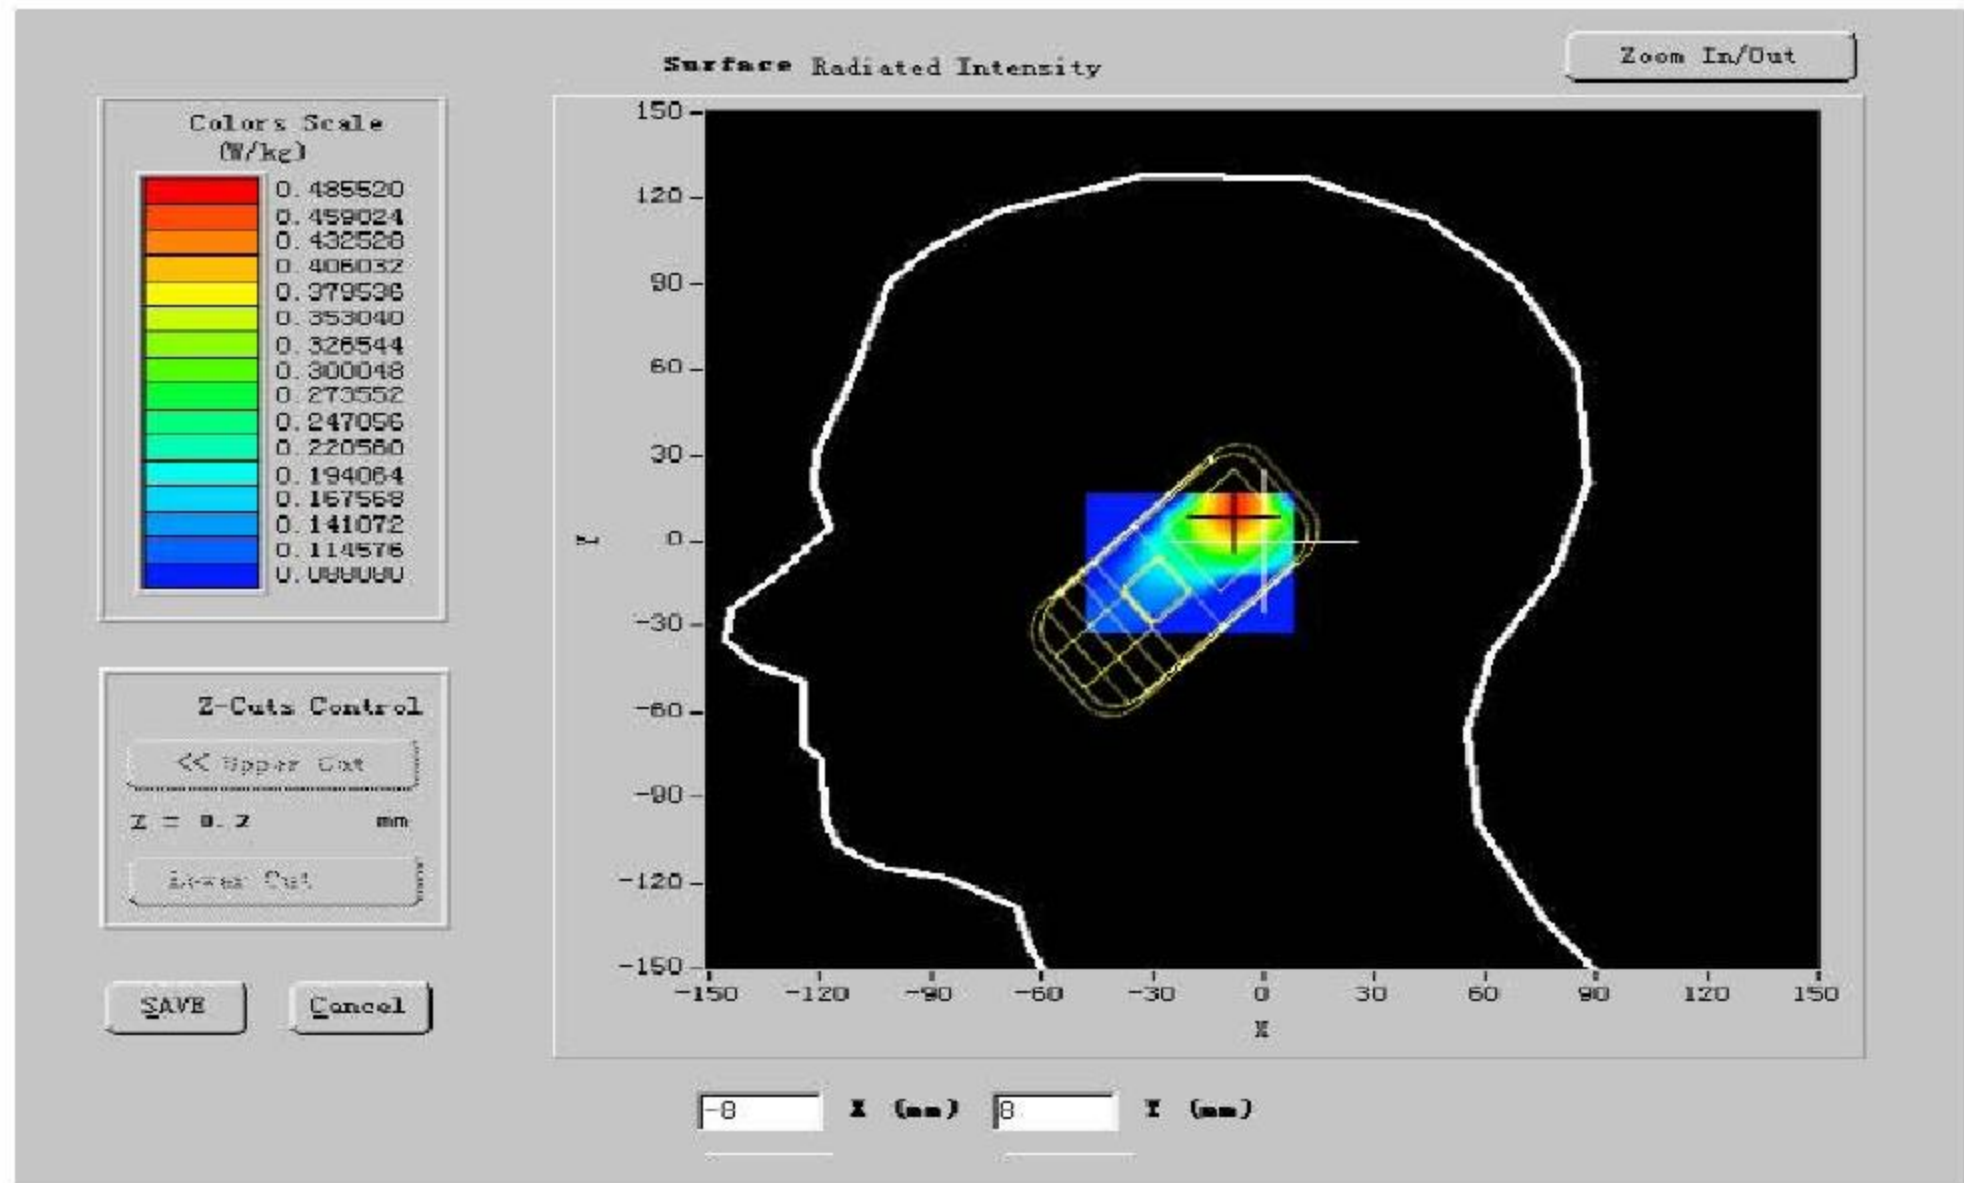 Surface Radiated Intensity
Zoom In/Out
Colors Scale
(W/kg)
0.485520
0.459024
0.432528
0.406032
0.379536
0.353040
0.326544
0.300048
0.273552
0.247056
0.220560
0.194064
0.167568
0.141072
0.114576
0.088080
Z-Cuts Control
<< Upper Cut
Z = 0.2 mm
Lower Cut
SAVE
Cancel
150
120
90
60
30
0
-30
-60
-90
-120
-150
Y
-150 -120 -90 -60 -30 0 30 60 90 120 150
X
-8 X (mm) 8 Y (mm)